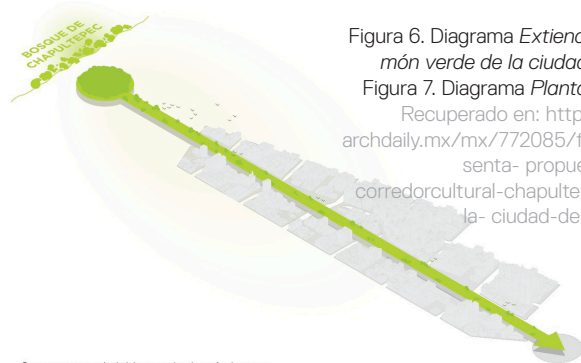 BOSQUE DE
CHAPULTEPEC
Figura 6. Diagrama Extiend
món verde de la ciudad
Figura 7. Diagrama Planta
Recuperado en: http
archdaily.mx/mx/772085/f
senta- propue
corredorcultural-chapulte
la- ciudad-de